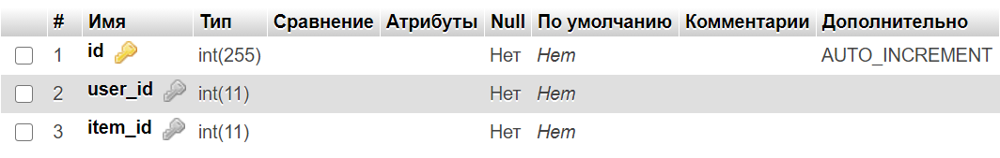 # Имя Тип Сравнение Атрибуты Null По умолчанию Комментарии Дополнительно
1 id int(255) Нет Нет AUTO_INCREMENT
2 user_id int(11) Нет Нет
3 item_id int(11) Нет Нет